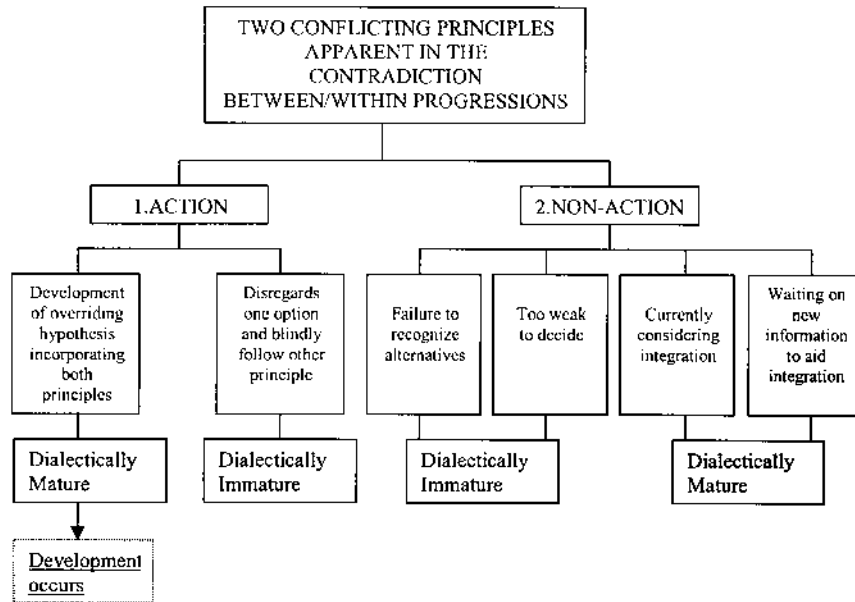 TWO CONFLICTING PRINCIPLES
APPARENT IN THE
CONTRADICTION
BETWEEN/WITHIN PROGRESSIONS
1.ACTION
2.NON-ACTION
Development
of overriding
hypothesis
incorporating
both
principles
Disregards
one option
and blindly
follow other
principle
Failure to
recognize
alternatives
Too weak
to decide
Currently
considering
integration
Waiting on
new
information
to aid
integration
Dialectically
Mature
Dialectically
Immature
Dialectically
Immature
Dialectically
Mature
Development
occurs